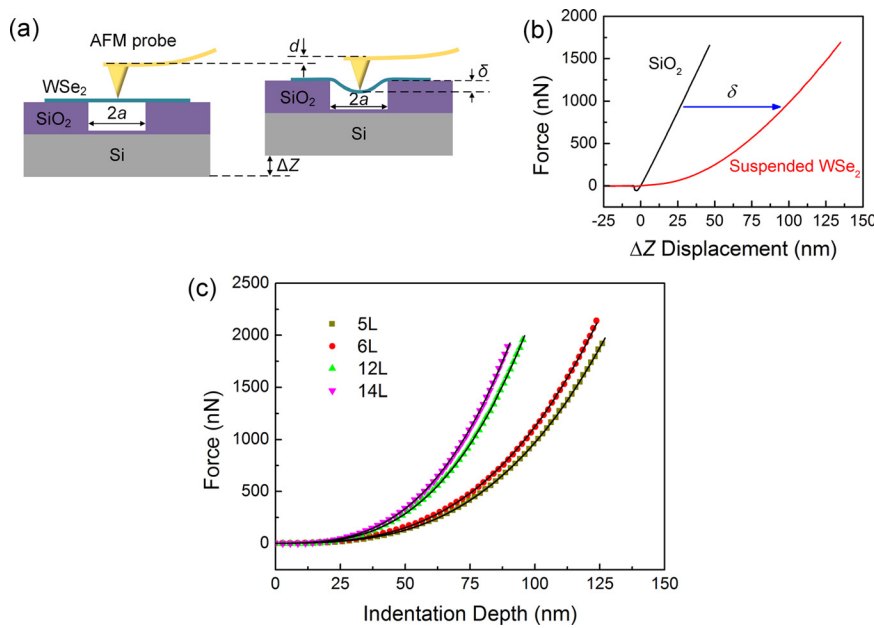 (a)
AFM probe
WSe₂
SiO₂
2a
Si
d
δ
SiO₂
2a
Si
ΔZ
(b)
2000
1500
1000
500
0
Force (nN)
SiO₂
δ
Suspended WSe₂
-25 0 25 50 75 100 125 150
ΔZ Displacement (nm)
(c)
2500
2000
1500
1000
500
0
Force (nN)
5L
6L
12L
14L
0 25 50 75 100 125 150
Indentation Depth (nm)